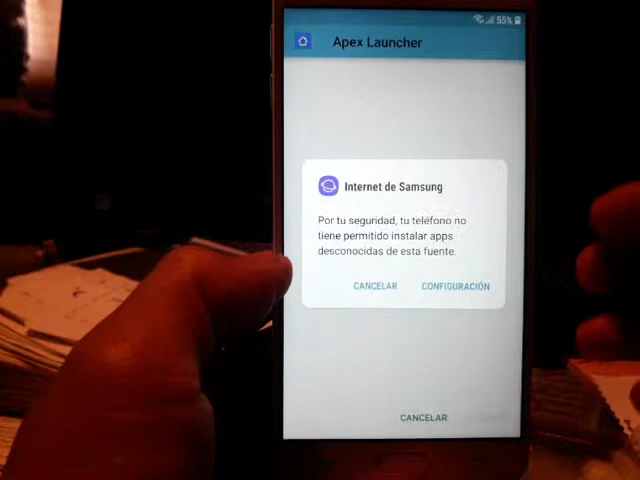 55%
Apex Launcher
Internet de Samsung
Por tu seguridad, tu teléfono no
tiene permitido instalar apps
desconocidas de esta fuente.
CANCELAR CONFIGURACIÓN
CANCELAR